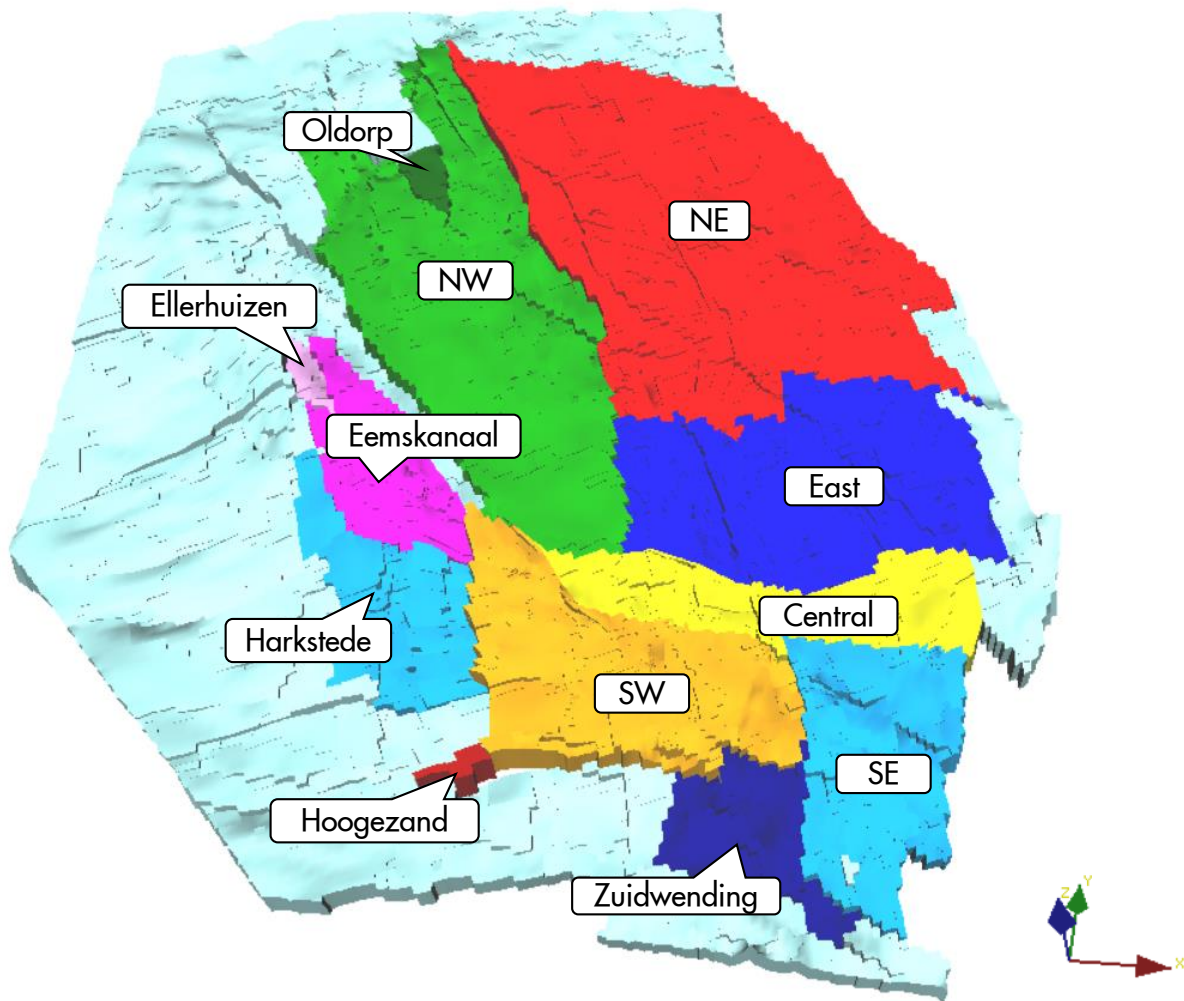 Oldorp
NE
NW
Ellerhuizen
Eemskanaal
East
Central
Harkstede
SW
SE
Hoogezand
Zuidwending
Z
Y
X